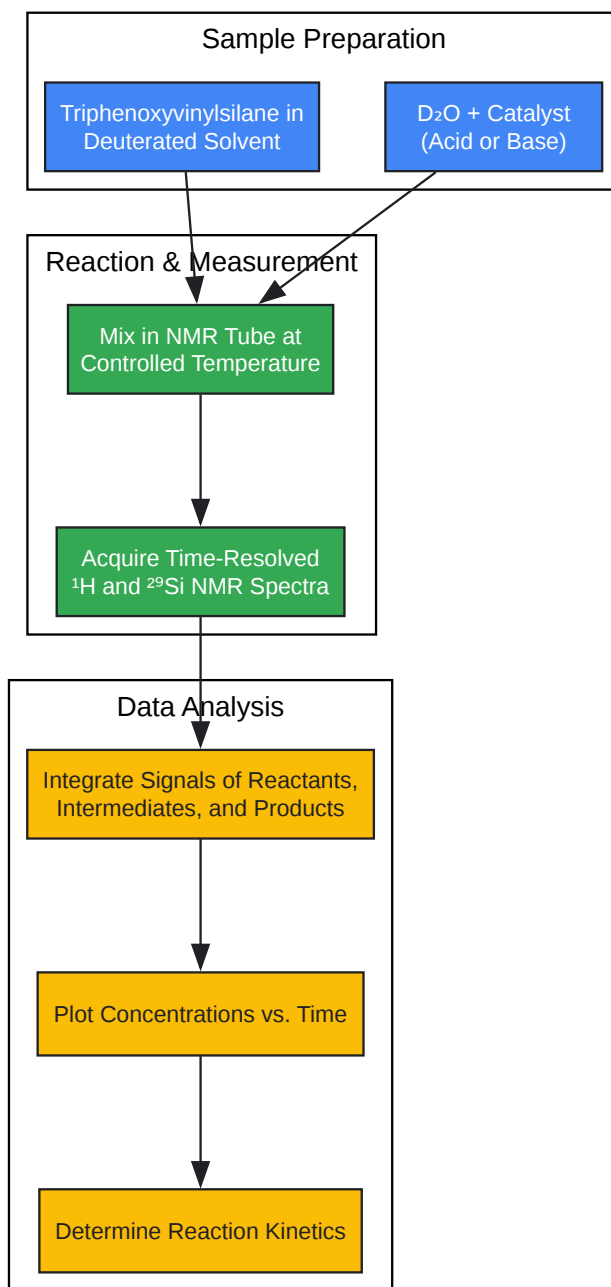 Sample Preparation
Triphenoxyvinylsilane in
Deuterated Solvent
D₂O + Catalyst
(Acid or Base)
Reaction & Measurement
Mix in NMR Tube at
Controlled Temperature
Acquire Time-Resolved
¹H and ²⁹Si NMR Spectra
Data Analysis
Integrate Signals of Reactants,
Intermediates, and Products
Plot Concentrations vs. Time
Determine Reaction Kinetics